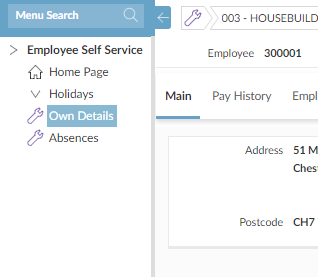 Menu Search
Employee Self Service
Home Page
Holidays
Own Details
Absences
003 - HOUSEBUILD
Employee 300001
Main Pay History Empl
Address 51 M
Chest
Postcode CH7